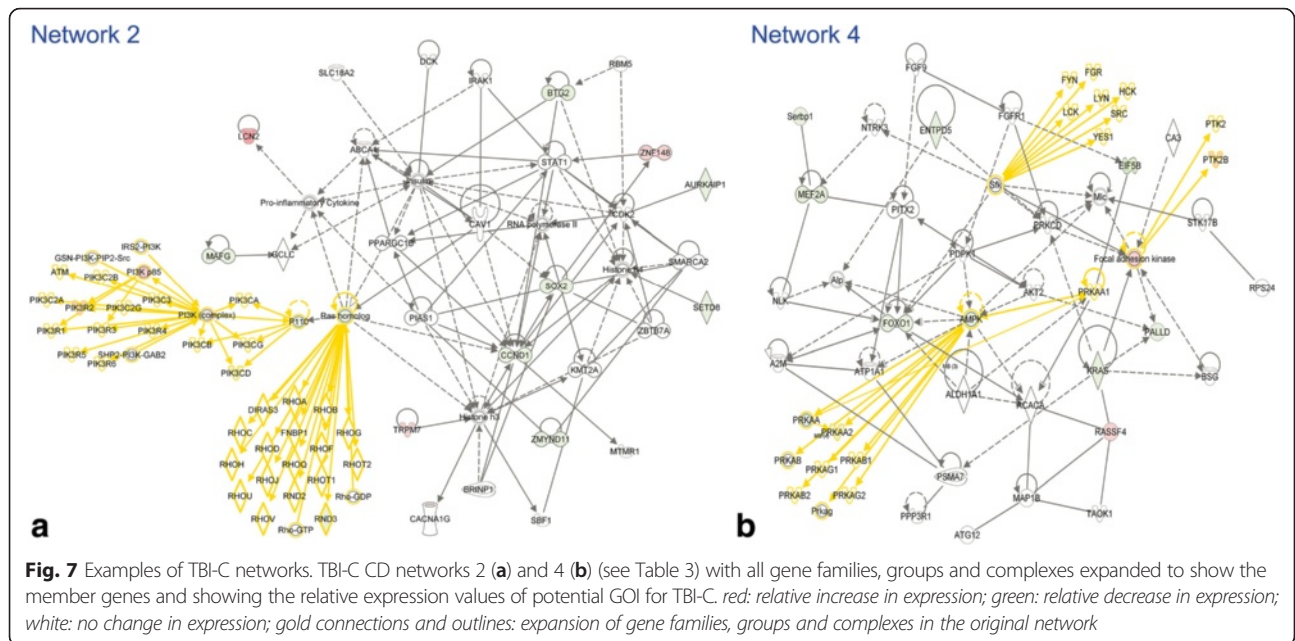 Network 2
Network 4
SLC18A2
DCK
IRAK1
RBM5
BTG2
LCN2
ABCA4
STAT1
ZNF148
AURKAIP1
Pro-inflammatory Cytokine
CAV1
RNA polymerase II
CDK2
PPARGC1B
MAFG
GCLC
Histone h4
SMARCA2
SOX2
SETD8
IRS2-PI3K
GSN-PI3K-PIP2-Src
ATM
PI3K p85
PIK3C2B
PIK3C2A
PIK3C3
PIK3CA
PIK3R2
PIK3C2G
PI3K (complex)
P110
Ras homolog
PIK3R1
PIK3R3
PIK3R4
PIK3CB
PIK3CG
PIK3R5
SHP2-PI3K-GAB2
PIK3R6
PIK3CD
PIAS1
ZBTB7A
CCND1
KMT2A
Histone h3
TRPM7
ZMYND11
MTMR1
BRINP1
CACNA1G
SBF1
RHOA
DIRAS3
RHOB
RHOC
FNBP1
RHOG
RHOD
RHOF
RHOH
RHOQ
RHOT2
RHOJ
RHOT1
RHOU
RND2
Rho-GDP
RHOV
RND3
Rho-GTP
a
FGF9
FYN
FGR
HCK
LYN
LCK
SRC
YES1
PTK2
PTK2B
Serbp1
NTRK3
ENTPD5
FGFR1
CA3
EIF5B
MEF2A
PITX2
Mlc
STK17B
PRKCD
PDPK1
Focal adhesion kinase
Alp
AKT2
PRKAA1
RPS24
NLK
FOXO1
AMPK
PALLD
A2M
ATP1A1
ALDH1A1
KRAS
BSG
ACACA
PRKAA
PRKAA2
RASSF4
PRKAB
PRKAG1
PRKAB1
PSMA7
PRKAB2
PRKAG2
MAP1B
Prkag
PPP3R1
TAOK1
ATG12
b
Fig. 7 Examples of TBI-C networks. TBI-C CD networks 2 (a) and 4 (b) (see Table 3) with all gene families, groups and complexes expanded to show the
member genes and showing the relative expression values of potential GOI for TBI-C. red: relative increase in expression; green: relative decrease in expression;
white: no change in expression; gold connections and outlines: expansion of gene families, groups and complexes in the original network